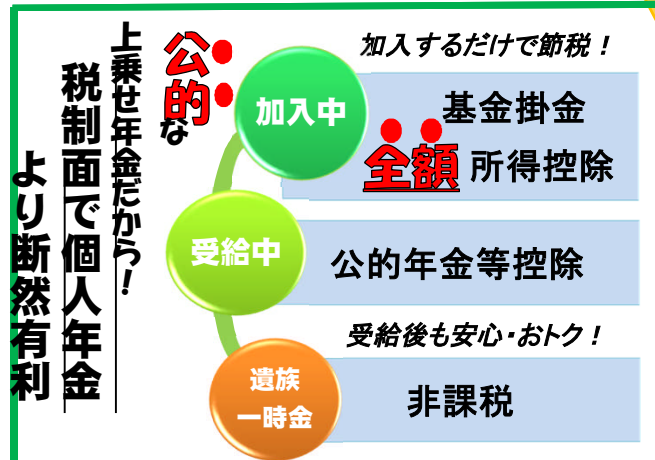 公的な
上乗せ年金だから！
税制面で個人年金
より断然有利
加入するだけで節税！
加入中
基金掛金
全額所得控除
受給中
公的年金等控除
受給後も安心・おトク！
遺族
一時金
非課税